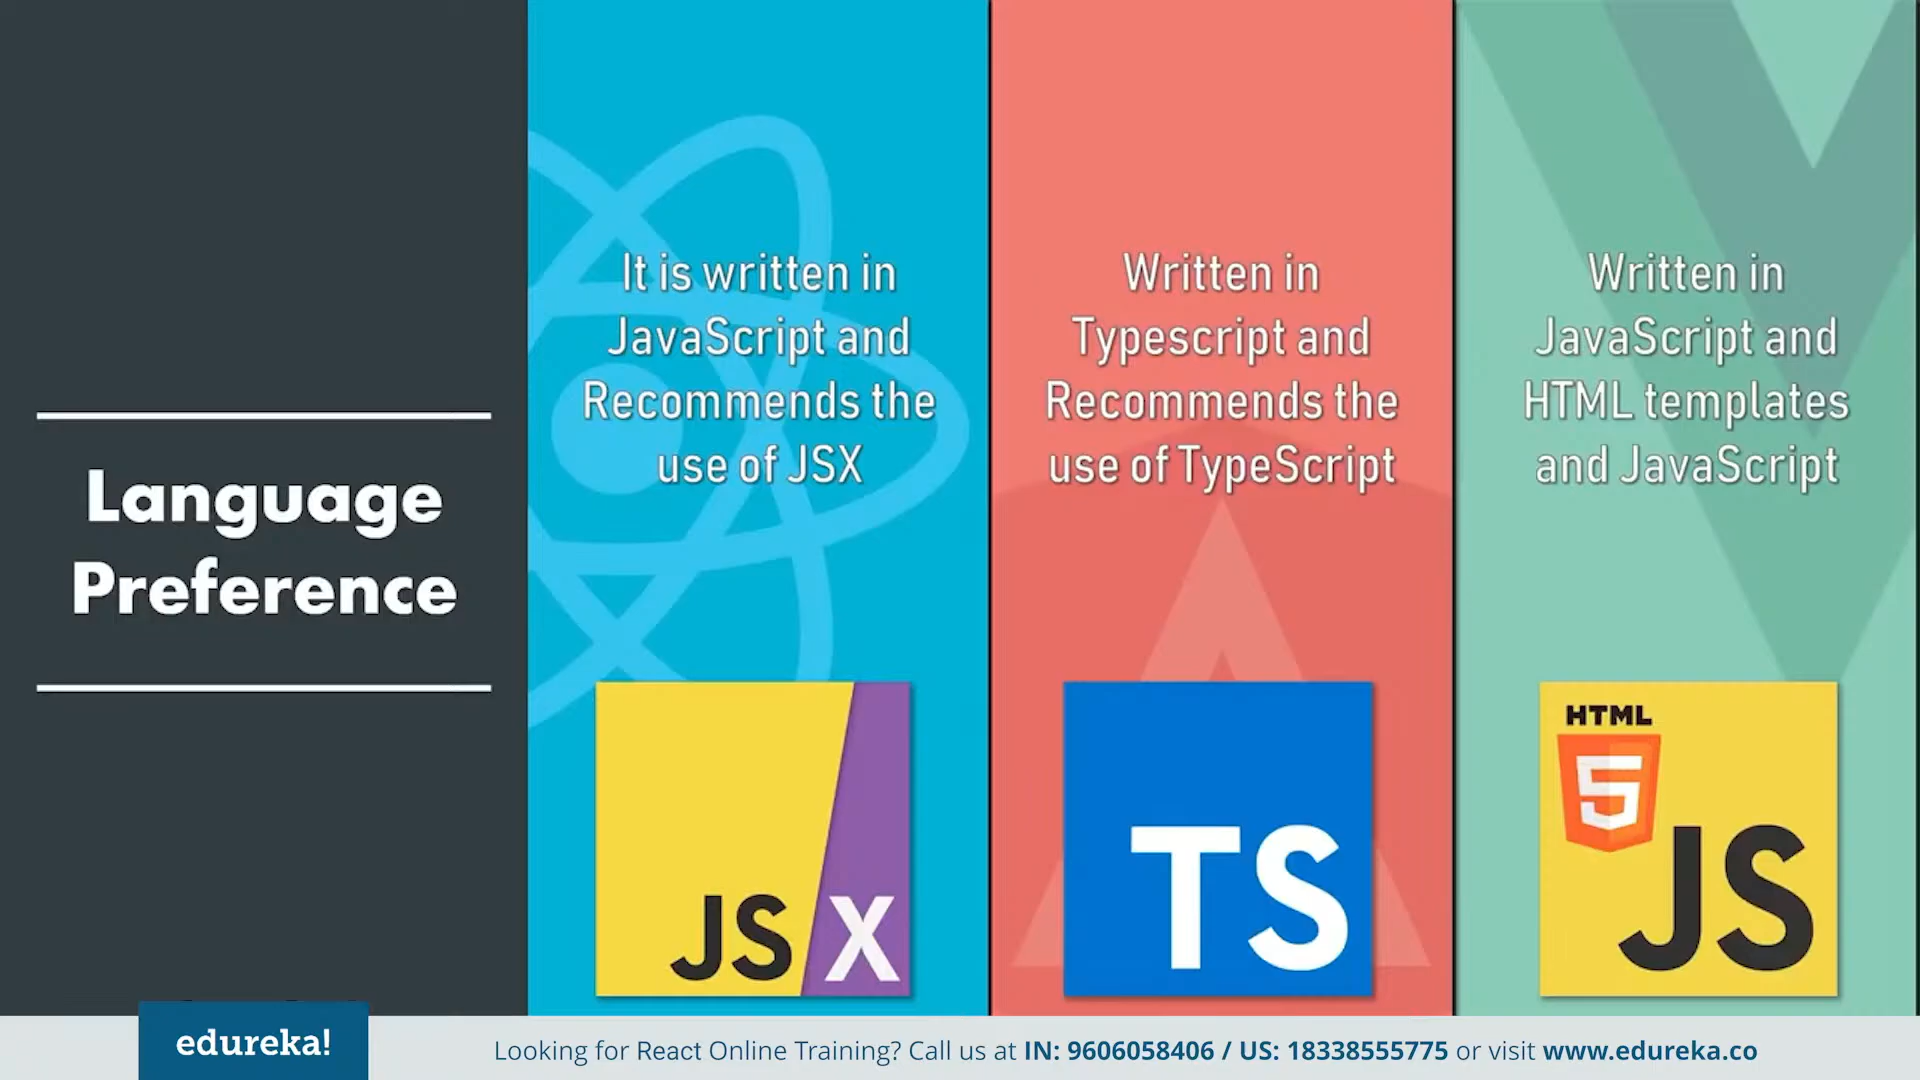 Language
Preference
It is written in
JavaScript and
Recommends the
use of JSX
JS X
Written in
Typescript and
Recommends the
use of TypeScript
TS
Written in
JavaScript and
HTML templates
and JavaScript
HTML
5
JS
edureka!
Looking for React Online Training? Call us at IN: 9606058406 / US: 18338555775 or visit www.edureka.co